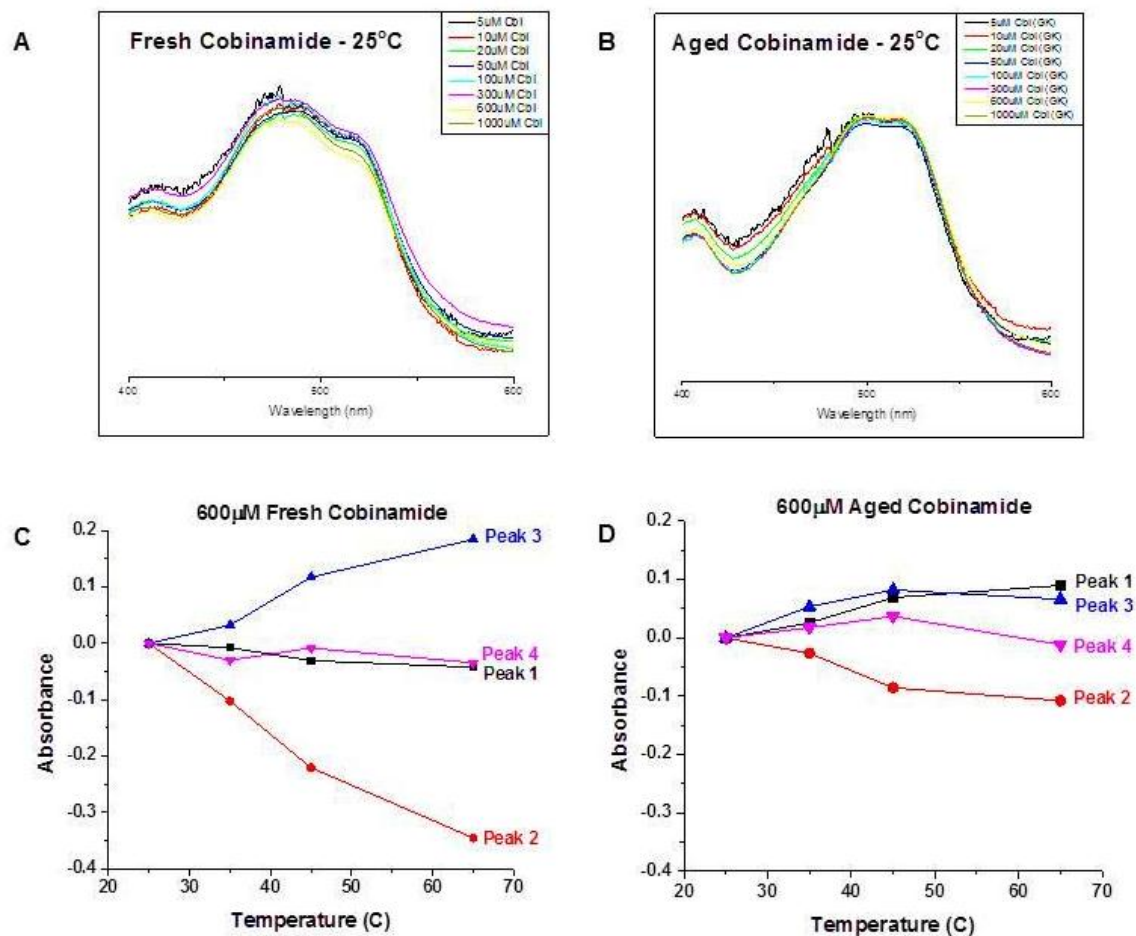 A
Fresh Cobinamide - 25°C
5uM Cbl
10uM Cbl
20uM Cbl
50uM Cbl
100uM Cbl
300uM Cbl
600uM Cbl
1000uM Cbl
400
500
600
Wavelength (nm)
B
Aged Cobinamide - 25°C
5uM Cbl(GK)
10uM Cbl(GK)
20uM Cbl(GK)
50uM Cbl(GK)
100uM Cbl(GK)
300uM Cbl(GK)
600uM Cbl(GK)
1000uM Cbl(GK)
400
500
600
Wavelength (nm)
C
600μM Fresh Cobinamide
0.2
0.1
0.0
-0.1
-0.2
-0.3
-0.4
Absorbance
Peak 3
Peak 4
Peak 1
Peak 2
20
30
40
50
60
70
Temperature (C)
D
600μM Aged Cobinamide
0.2
0.1
0.0
-0.1
-0.2
-0.3
-0.4
Absorbance
Peak 1
Peak 3
Peak 4
Peak 2
20
30
40
50
60
70
Temperature (C)